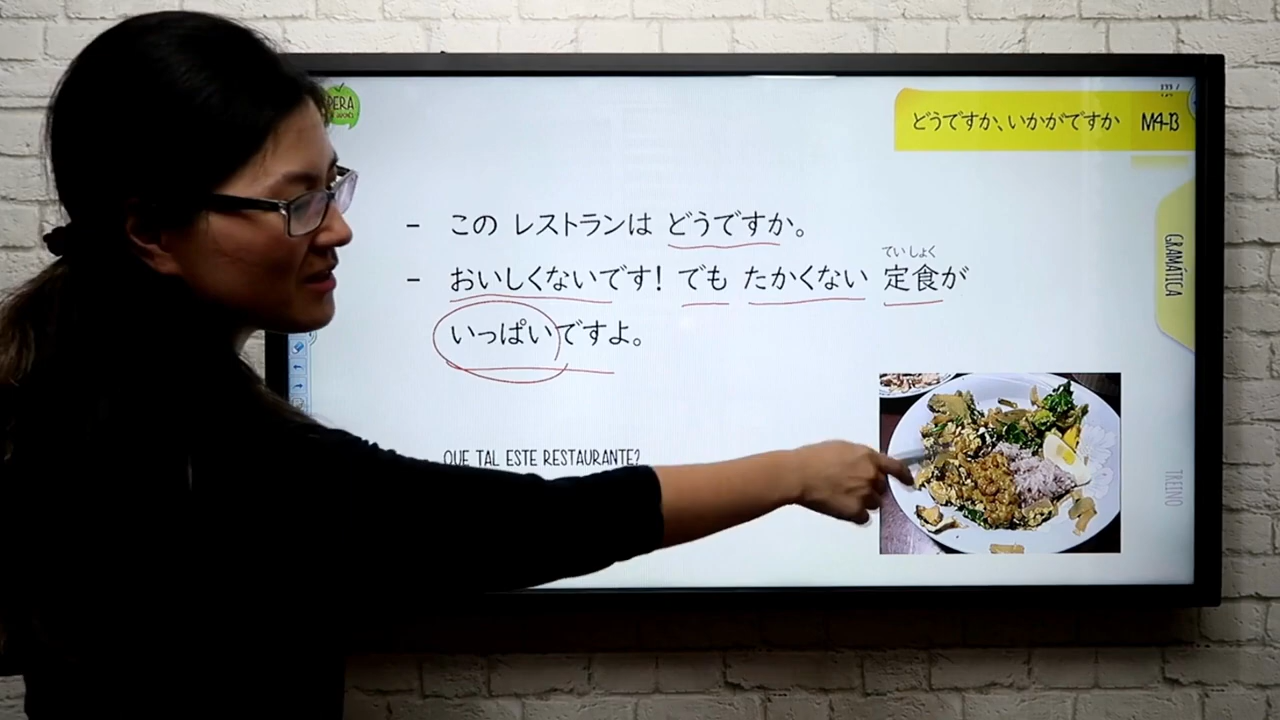 どうですか、いかがですか M4-13
- この レストランは どうですか。
ていしょく
- おいしくないです! でも たかくない 定食が
いっぱいですよ。
QUE TAL ESTE RESTAURANTE?
GRAMÁTICA
TREINO